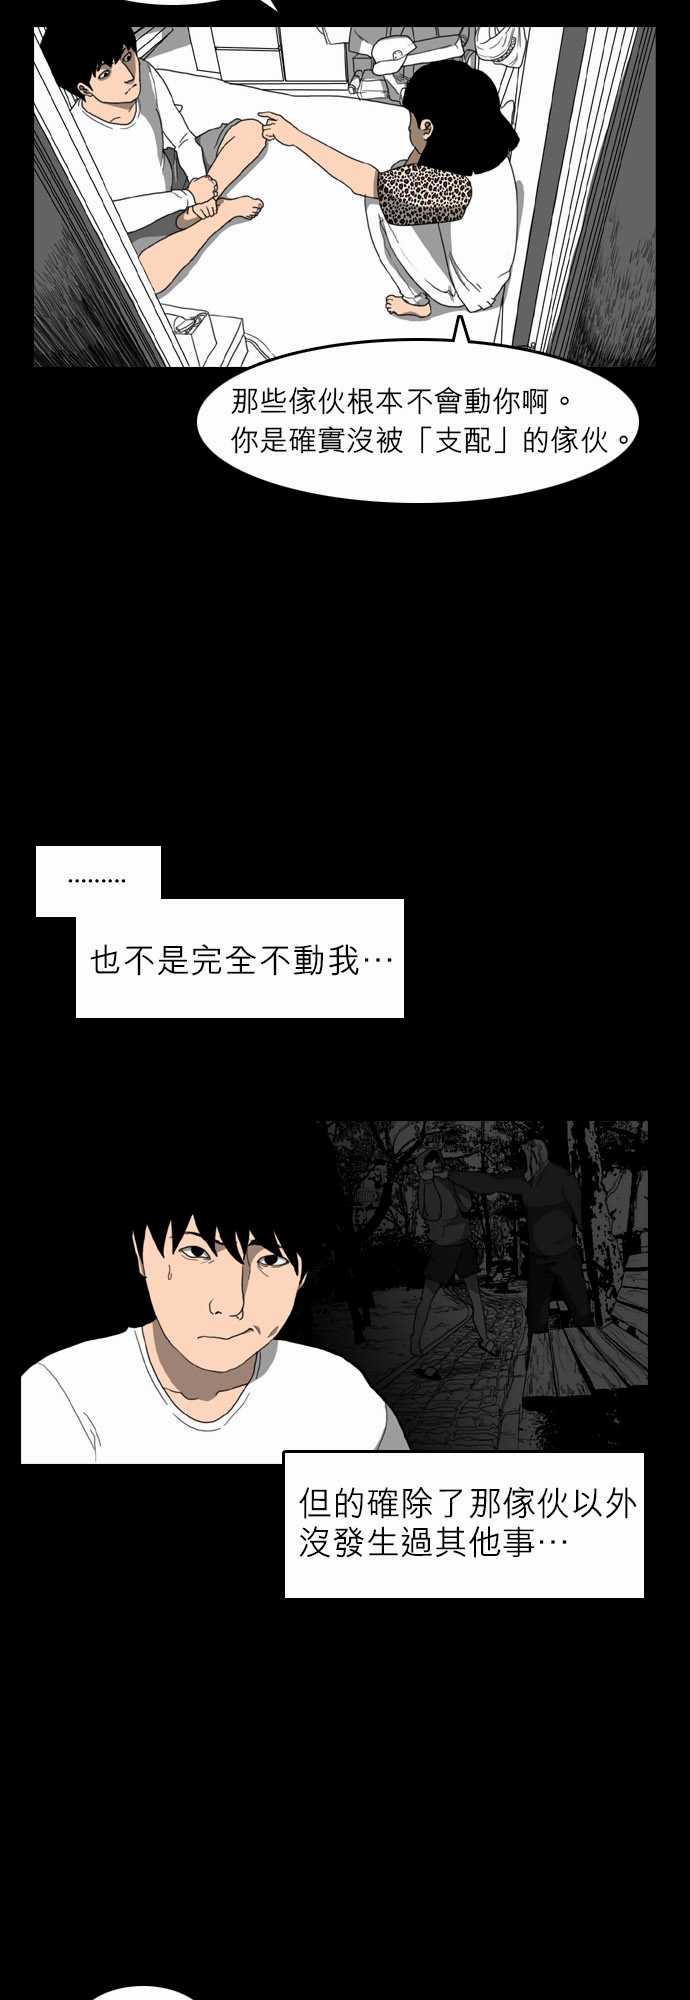 那些傢伙根本不會動你啊。
你是確實沒被「支配」的傢伙。
⋯⋯⋯
也不是完全不動我⋯
但的確除了那傢伙以外
沒發生過其他事⋯